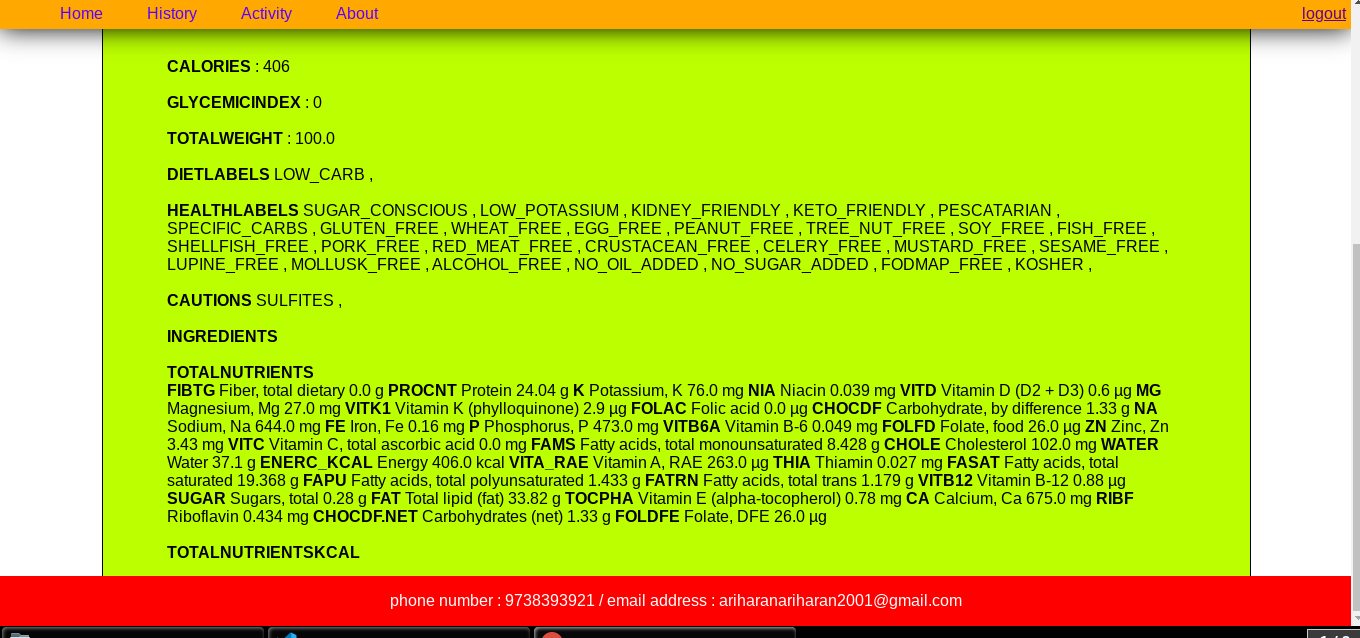 Home History Activity About logout
CALORIES : 406
GLYCEMICINDEX : 0
TOTALWEIGHT : 100.0
DIETLABELS LOW_CARB ,
HEALTHLABELS SUGAR_CONSCIOUS , LOW_POTASSIUM , KIDNEY_FRIENDLY , KETO_FRIENDLY , PESCATARIAN ,
SPECIFIC_CARBS , GLUTEN_FREE , WHEAT_FREE , EGG_FREE , PEANUT_FREE , TREE_NUT_FREE , SOY_FREE , FISH_FREE ,
SHELLFISH_FREE , PORK_FREE , RED_MEAT_FREE , CRUSTACEAN_FREE , CELERY_FREE , MUSTARD_FREE , SESAME_FREE ,
LUPINE_FREE , MOLLUSK_FREE , ALCOHOL_FREE , NO_OIL_ADDED , NO_SUGAR_ADDED , FODMAP_FREE , KOSHER ,
CAUTIONS SULFITES ,
INGREDIENTS
TOTALNUTRIENTS
FIBTG Fiber, total dietary 0.0 g PROCNT Protein 24.04 g K Potassium, K 76.0 mg NIA Niacin 0.039 mg VITD Vitamin D (D2 + D3) 0.6 µg MG
Magnesium, Mg 27.0 mg VITK1 Vitamin K (phylloquinone) 2.9 µg FOLAC Folic acid 0.0 µg CHOCDF Carbohydrate, by difference 1.33 g NA
Sodium, Na 644.0 mg FE Iron, Fe 0.16 mg P Phosphorus, P 473.0 mg VITB6A Vitamin B-6 0.049 mg FOLFD Folate, food 26.0 µg ZN Zinc, Zn
3.43 mg VITC Vitamin C, total ascorbic acid 0.0 mg FAMS Fatty acids, total monounsaturated 8.428 g CHOLE Cholesterol 102.0 mg WATER
Water 37.1 g ENERC_KCAL Energy 406.0 kcal VITA_RAE Vitamin A, RAE 263.0 µg THIA Thiamin 0.027 mg FASAT Fatty acids, total
saturated 19.368 g FAPU Fatty acids, total polyunsaturated 1.433 g FATRN Fatty acids, total trans 1.179 g VITB12 Vitamin B-12 0.88 µg
SUGAR Sugars, total 0.28 g FAT Total lipid (fat) 33.82 g TOCPHA Vitamin E (alpha-tocopherol) 0.78 mg CA Calcium, Ca 675.0 mg RIBF
Riboflavin 0.434 mg CHOCDF.NET Carbohydrates (net) 1.33 g FOLDFE Folate, DFE 26.0 µg
TOTALNUTRIENTSKCAL
phone number : 9738393921 / email address : ariharanariharan2001@gmail.com